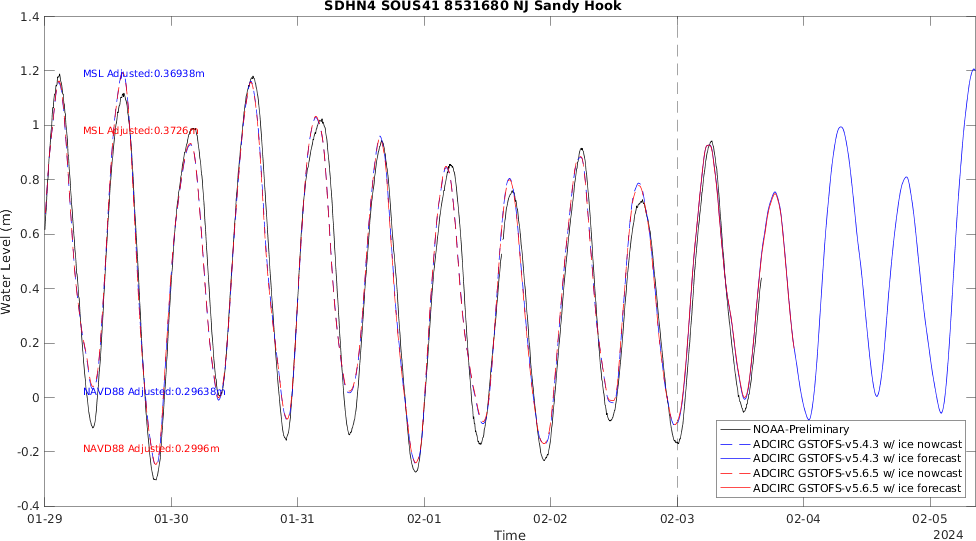 SDHN4 SOUS41 8531680 NJ Sandy Hook
Water Level (m)
1.4
1.2
1
0.8
0.6
0.4
0.2
0
-0.2
-0.4
MSL Adjusted:0.36938m
MSL Adjusted:0.3726m
NAVD88 Adjusted:0.29638m
NAVD88 Adjusted:0.2996m
NOAA-Preliminary
ADCIRC GSTOFS-v5.4.3 w/ ice nowcast
ADCIRC GSTOFS-v5.4.3 w/ ice forecast
ADCIRC GSTOFS-v5.6.5 w/ ice nowcast
ADCIRC GSTOFS-v5.6.5 w/ ice forecast
01-29 01-30 01-31 02-01 02-02 02-03 02-04 02-05
Time
2024